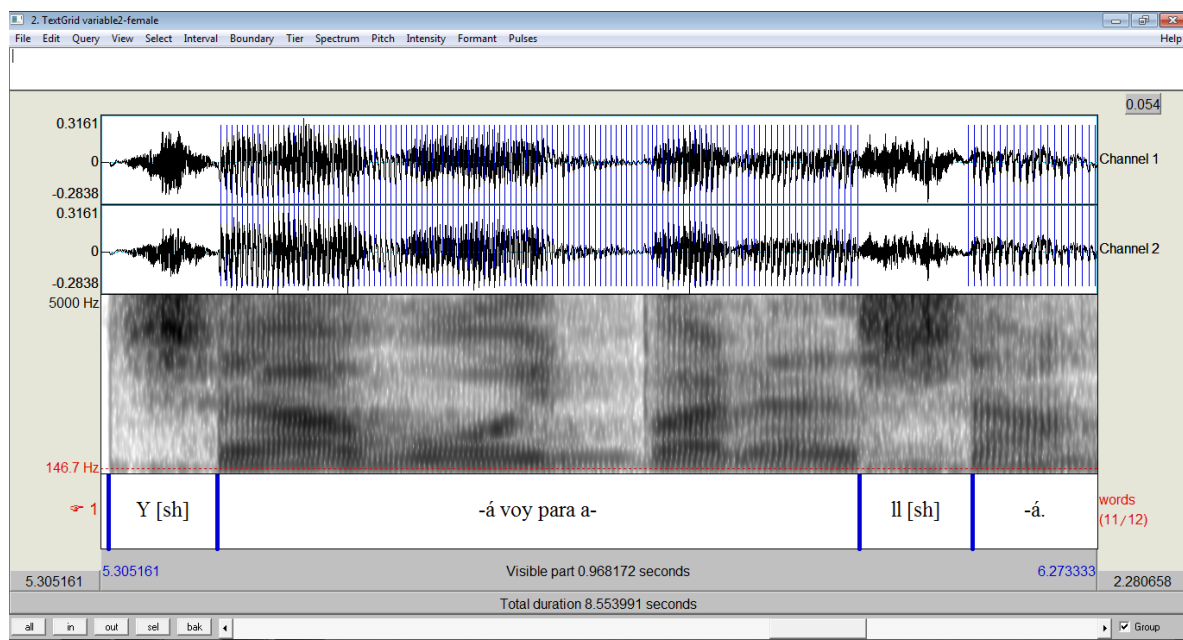 2. TextGrid variable2-female
File Edit Query View Select Interval Boundary Tier Spectrum Pitch Intensity Formant Pulses Help
0.054
0.3161
0
-0.2838
Channel 1
0.3161
0
-0.2838
Channel 2
5000 Hz
146.7 Hz
1 Y [sh] -á voy para a- ll [sh] -á. words
(11/12)
5.305161 Visible part 0.968172 seconds 6.273333
5.305161 2.280658
Total duration 8.553991 seconds
all in out sel bak Group